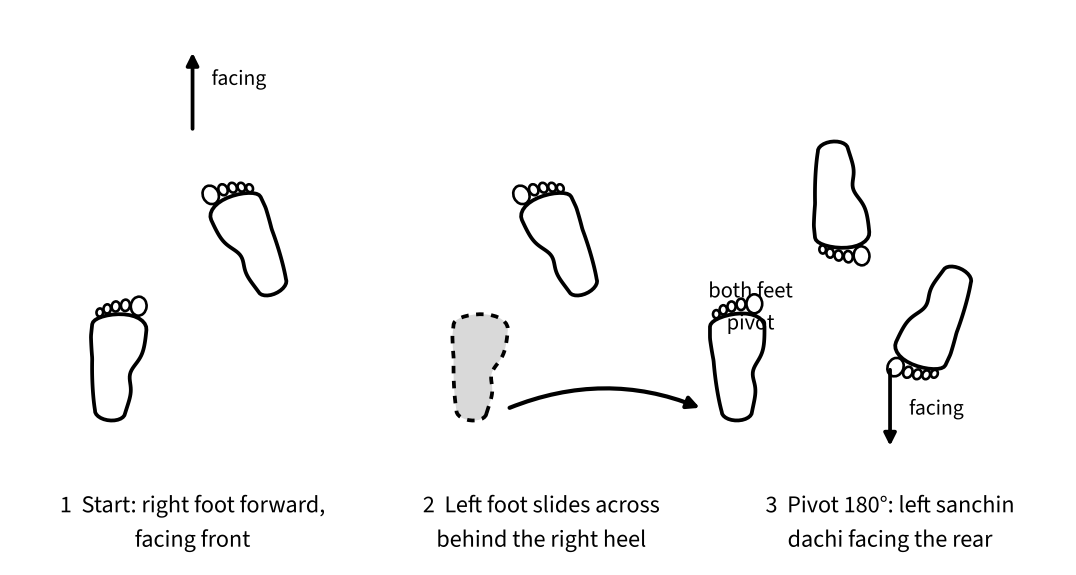 facing
both feet
pivot
facing
1 Start: right foot forward,
facing front
2 Left foot slides across
behind the right heel
3 Pivot 180°: left sanchin
dachi facing the rear